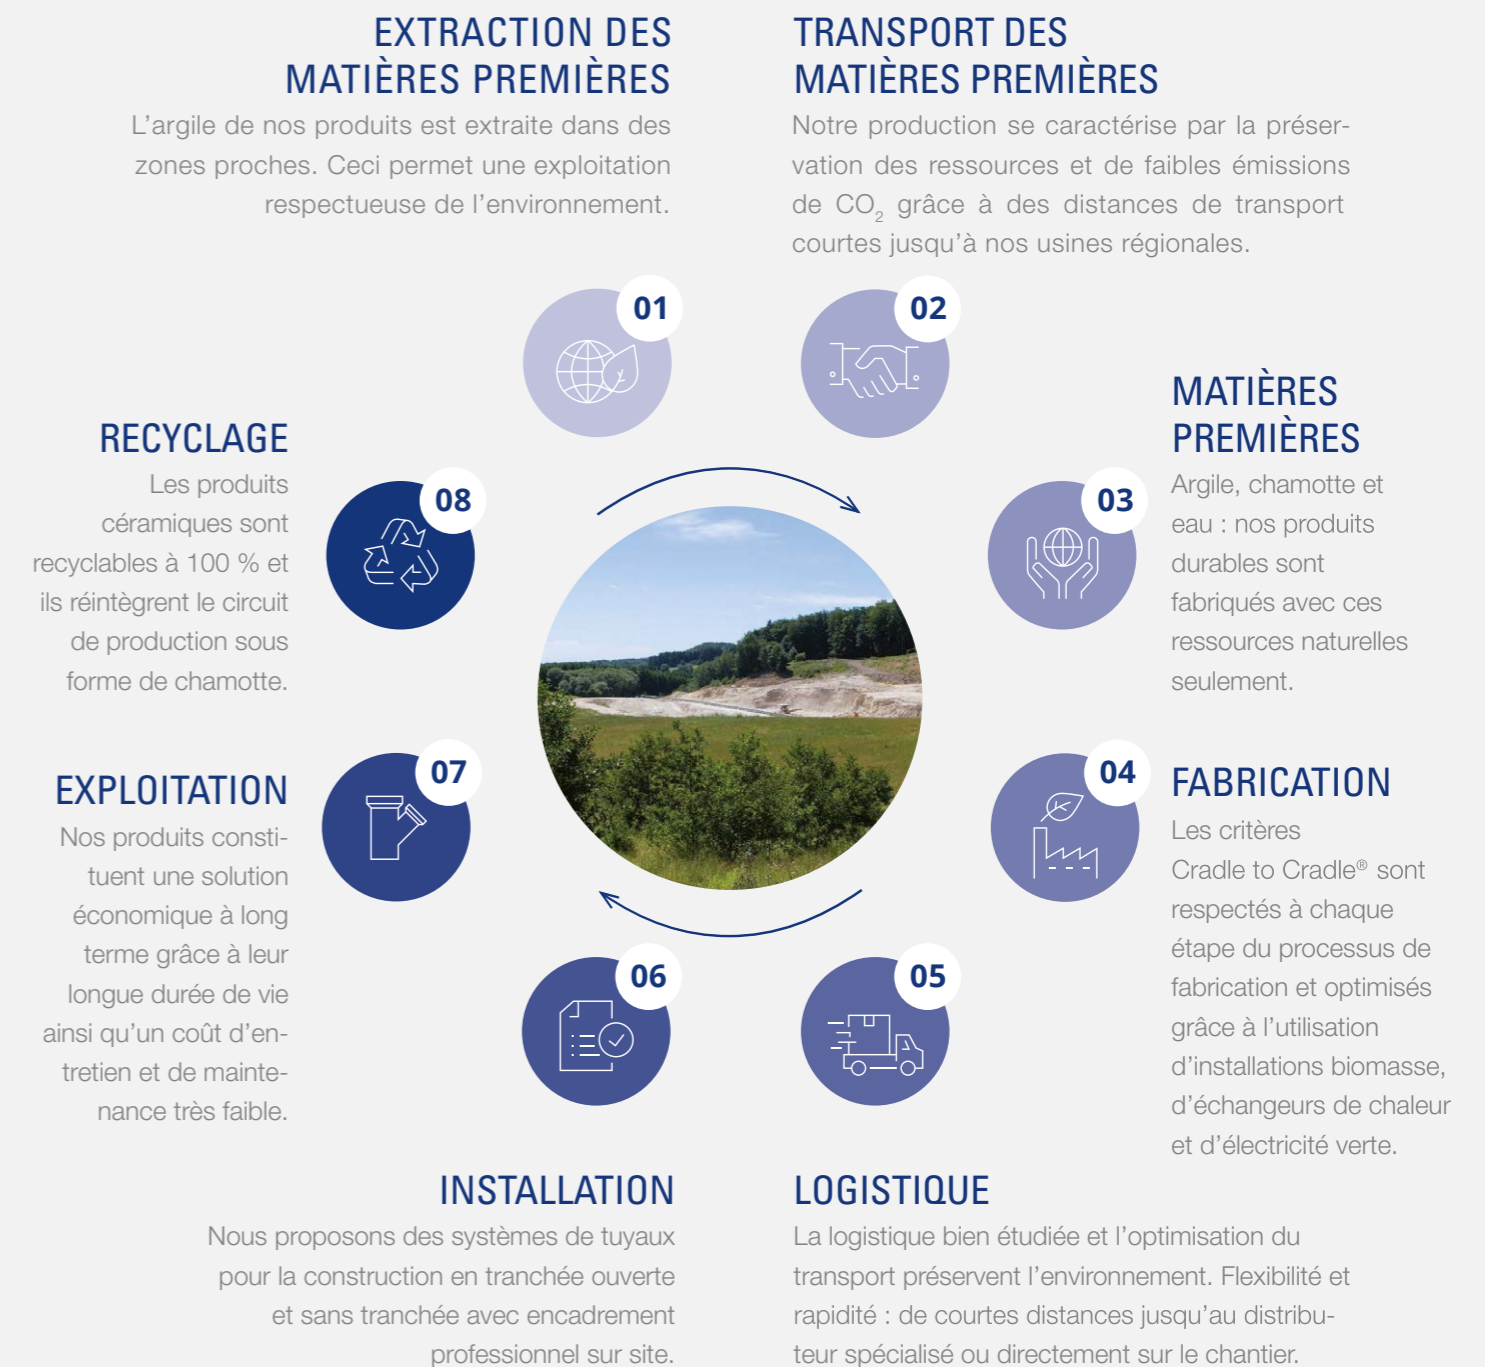 EXTRACTION DES
MATIÈRES PREMIÈRES
L’argile de nos produits est extraite dans des
zones proches. Ceci permet une exploitation
respectueuse de l’environnement.
01
TRANSPORT DES
MATIÈRES PREMIÈRES
Notre production se caractérise par la préser-
vation des ressources et de faibles émissions
de CO₂ grâce à des distances de transport
courtes jusqu’à nos usines régionales.
02
MATIÈRES
PREMIÈRES
Argile, chamotte et
eau : nos produits
durables sont
fabriqués avec ces
ressources naturelles
seulement.
03
FABRICATION
Les critères
Cradle to Cradle® sont
respectés à chaque
étape du processus de
fabrication et optimisés
grâce à l’utilisation
d’installations biomasse,
d’échangeurs de chaleur
et d’électricité verte.
04
LOGISTIQUE
La logistique bien étudiée et l’optimisation du
transport préservent l’environnement. Flexibilité et
rapidité : de courtes distances jusqu’au distribu-
teur spécialisé ou directement sur le chantier.
05
INSTALLATION
Nous proposons des systèmes de tuyaux
pour la construction en tranchée ouverte
et sans tranchée avec encadrement
professionnel sur site.
06
EXPLOITATION
Nos produits consti-
tuent une solution
économique à long
terme grâce à leur
longue durée de vie
ainsi qu’un coût d’en-
tretien et de mainte-
nance très faible.
07
RECYCLAGE
Les produits
céramiques sont
recyclables à 100 % et
ils réintègrent le circuit
de production sous
forme de chamotte.
08